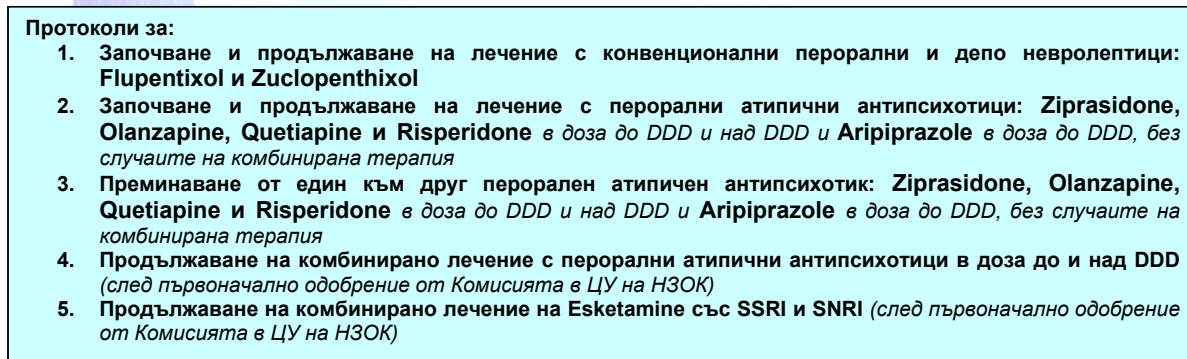 Протоколи за:
1. Започване и продължаване на лечение с конвенционални перорални и депо невролептици:
Flupentixol и Zuclopenthixol
2. Започване и продължаване на лечение с перорални атипични антипсихотици: Ziprasidone,
Olanzapine, Quetiapine и Risperidone в доза до DDD и над DDD и Aripiprazole в доза до DDD, без
случаите на комбинирана терапия
3. Преминаване от един към друг перорален атипичен антипсихотик: Ziprasidone, Olanzapine,
Quetiapine и Risperidone в доза до DDD и над DDD и Aripiprazole в доза до DDD, без случаите на
комбинирана терапия
4. Продължаване на комбинирано лечение с перорални атипични антипсихотици в доза до и над DDD
(след първоначално одобрение от Комисията в ЦУ на НЗОК)
5. Продължаване на комбинирано лечение на Esketamine със SSRI и SNRI (след първоначално одобрение
от Комисията в ЦУ на НЗОК)